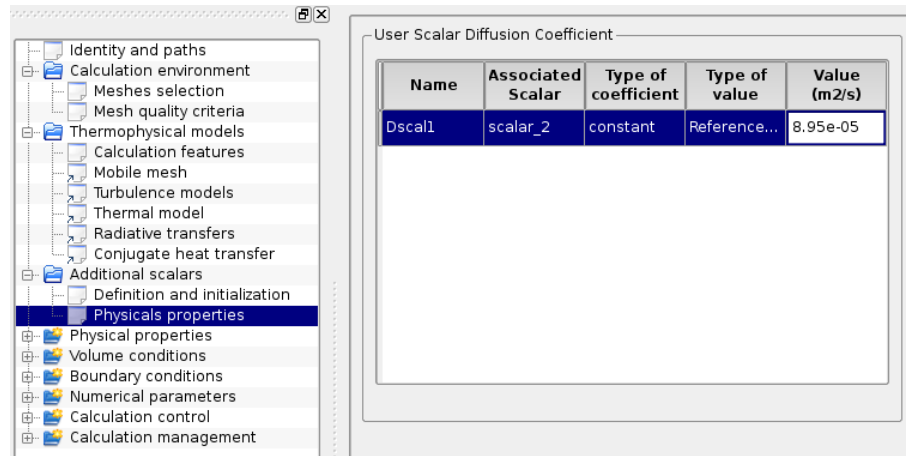 Identity and paths
Calculation environment
Meshes selection
Mesh quality criteria
Thermophysical models
Calculation features
Mobile mesh
Turbulence models
Thermal model
Radiative transfers
Conjugate heat transfer
Additional scalars
Definition and initialization
Physicals properties
Physical properties
Volume conditions
Boundary conditions
Numerical parameters
Calculation control
Calculation management
User Scalar Diffusion Coefficient
Name Associated Scalar Type of coefficient Type of value Value (m2/s)
Dscal1 scalar_2 constant Reference... 8.95e-05